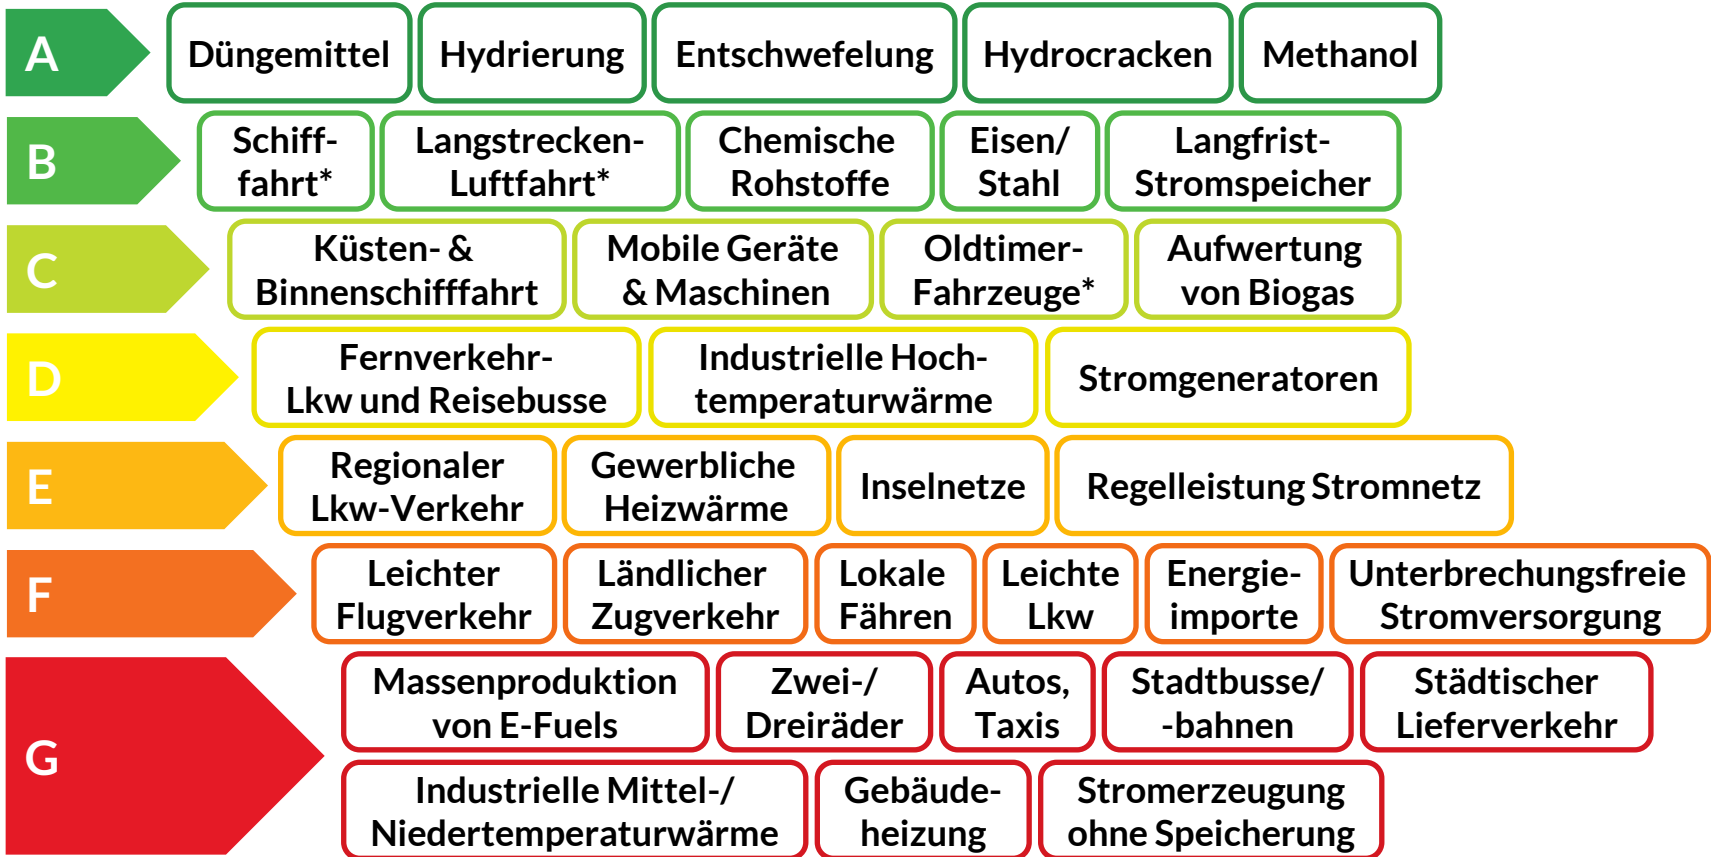 A
Düngemittel
Hydrierung
Entschwefelung
Hydrocracken
Methanol
B
Schiff-
fahrt*
Langstrecken-
Luftfahrt*
Chemische
Rohstoffe
Eisen/
Stahl
Langfrist-
Stromspeicher
C
Küsten- &
Binnenschifffahrt
Mobile Geräte
& Maschinen
Oldtimer-
Fahrzeuge*
Aufwertung
von Biogas
D
Fernverkehr-
Lkw und Reisebusse
Industrielle Hoch-
temperaturwärme
Stromgeneratoren
E
Regionaler
Lkw-Verkehr
Gewerbliche
Heizwärme
Inselnetze
Regelleistung Stromnetz
F
Leichter
Flugverkehr
Ländlicher
Zugverkehr
Lokale
Fähren
Leichte
Lkw
Energie-
importe
Unterbrechungsfreie
Stromversorgung
G
Massenproduktion
von E-Fuels
Zwei-/
Dreiräder
Autos,
Taxis
Stadtbusse/
-bahnen
Städtischer
Lieferverkehr
Industrielle Mittel-/
Niedertemperaturwärme
Gebäude-
heizung
Stromerzeugung
ohne Speicherung